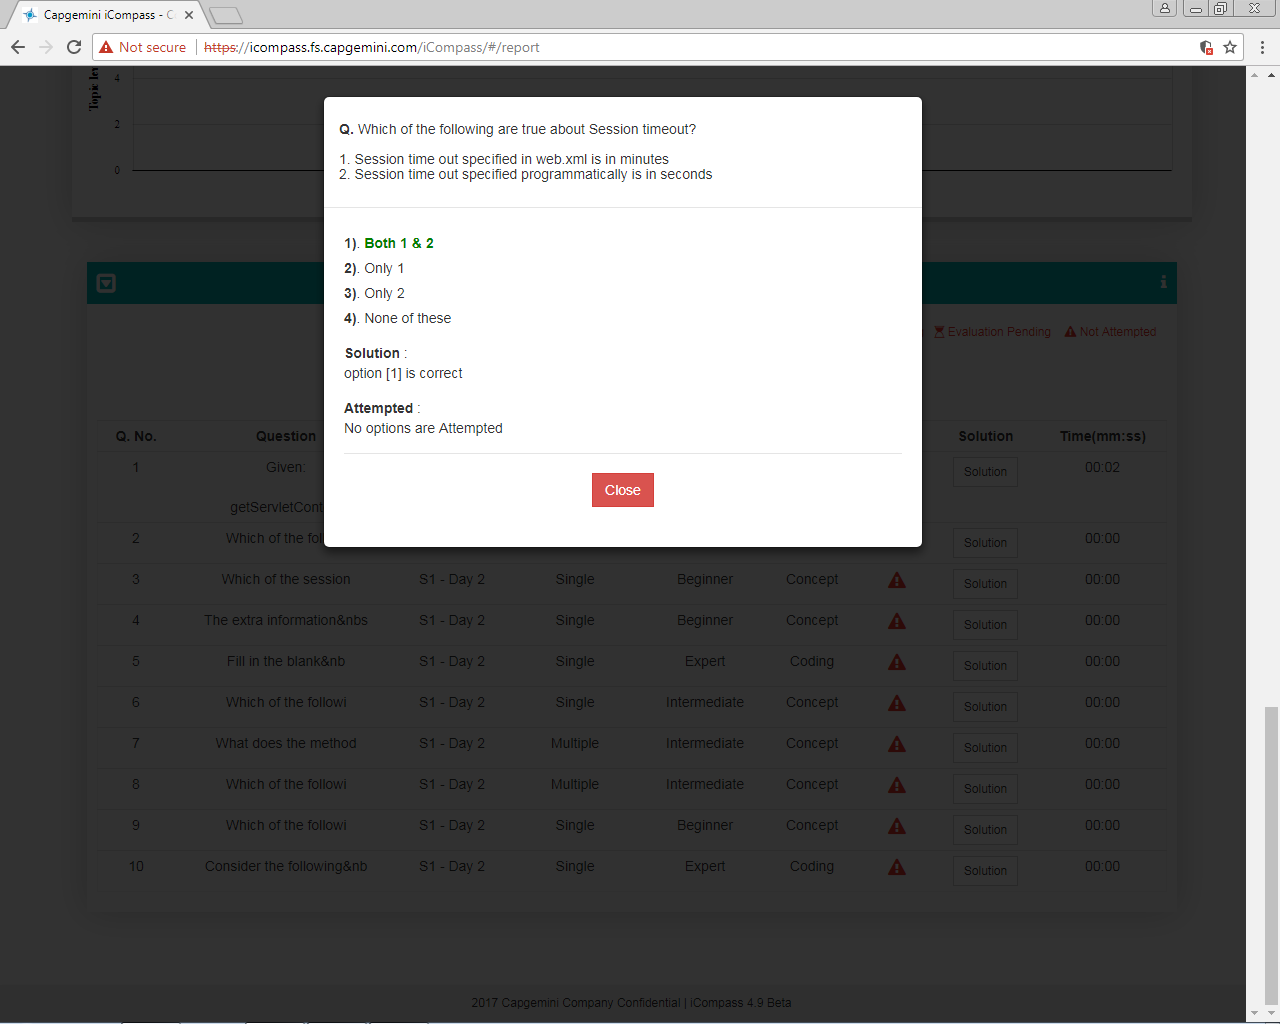 Capgemini iCompass - C
Not secure
https://icompass.fs.capgemini.com/iCompass/#/report
Topic lev
4
2
0
Q. Which of the following are true about Session timeout?
1. Session time out specified in web.xml is in minutes
2. Session time out specified programmatically is in seconds
1). Both 1 & 2
2). Only 1
3). Only 2
4). None of these
Solution :
option [1] is correct
Attempted :
No options are Attempted
Close
Evaluation Pending Not Attempted
Q. No. Question Solution Time(mm:ss)
1 Given: Solution 00:02
getServletCont
2 Which of the fol Solution 00:00
3 Which of the session S1 - Day 2 Single Beginner Concept Solution 00:00
4 The extra information&nbs S1 - Day 2 Single Beginner Concept Solution 00:00
5 Fill in the blank&nb S1 - Day 2 Single Expert Coding Solution 00:00
6 Which of the followi S1 - Day 2 Single Intermediate Concept Solution 00:00
7 What does the method S1 - Day 2 Multiple Intermediate Concept Solution 00:00
8 Which of the followi S1 - Day 2 Multiple Intermediate Concept Solution 00:00
9 Which of the followi S1 - Day 2 Single Beginner Concept Solution 00:00
10 Consider the following&nb S1 - Day 2 Single Expert Coding Solution 00:00
2017 Capgemini Company Confidential | iCompass 4.9 Beta